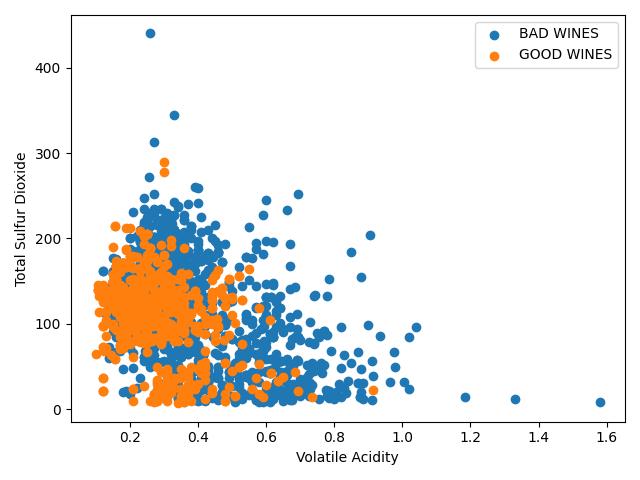 BAD WINES
GOOD WINES
400
300
200
100
0
Total Sulfur Dioxide
0.2 0.4 0.6 0.8 1.0 1.2 1.4 1.6
Volatile Acidity